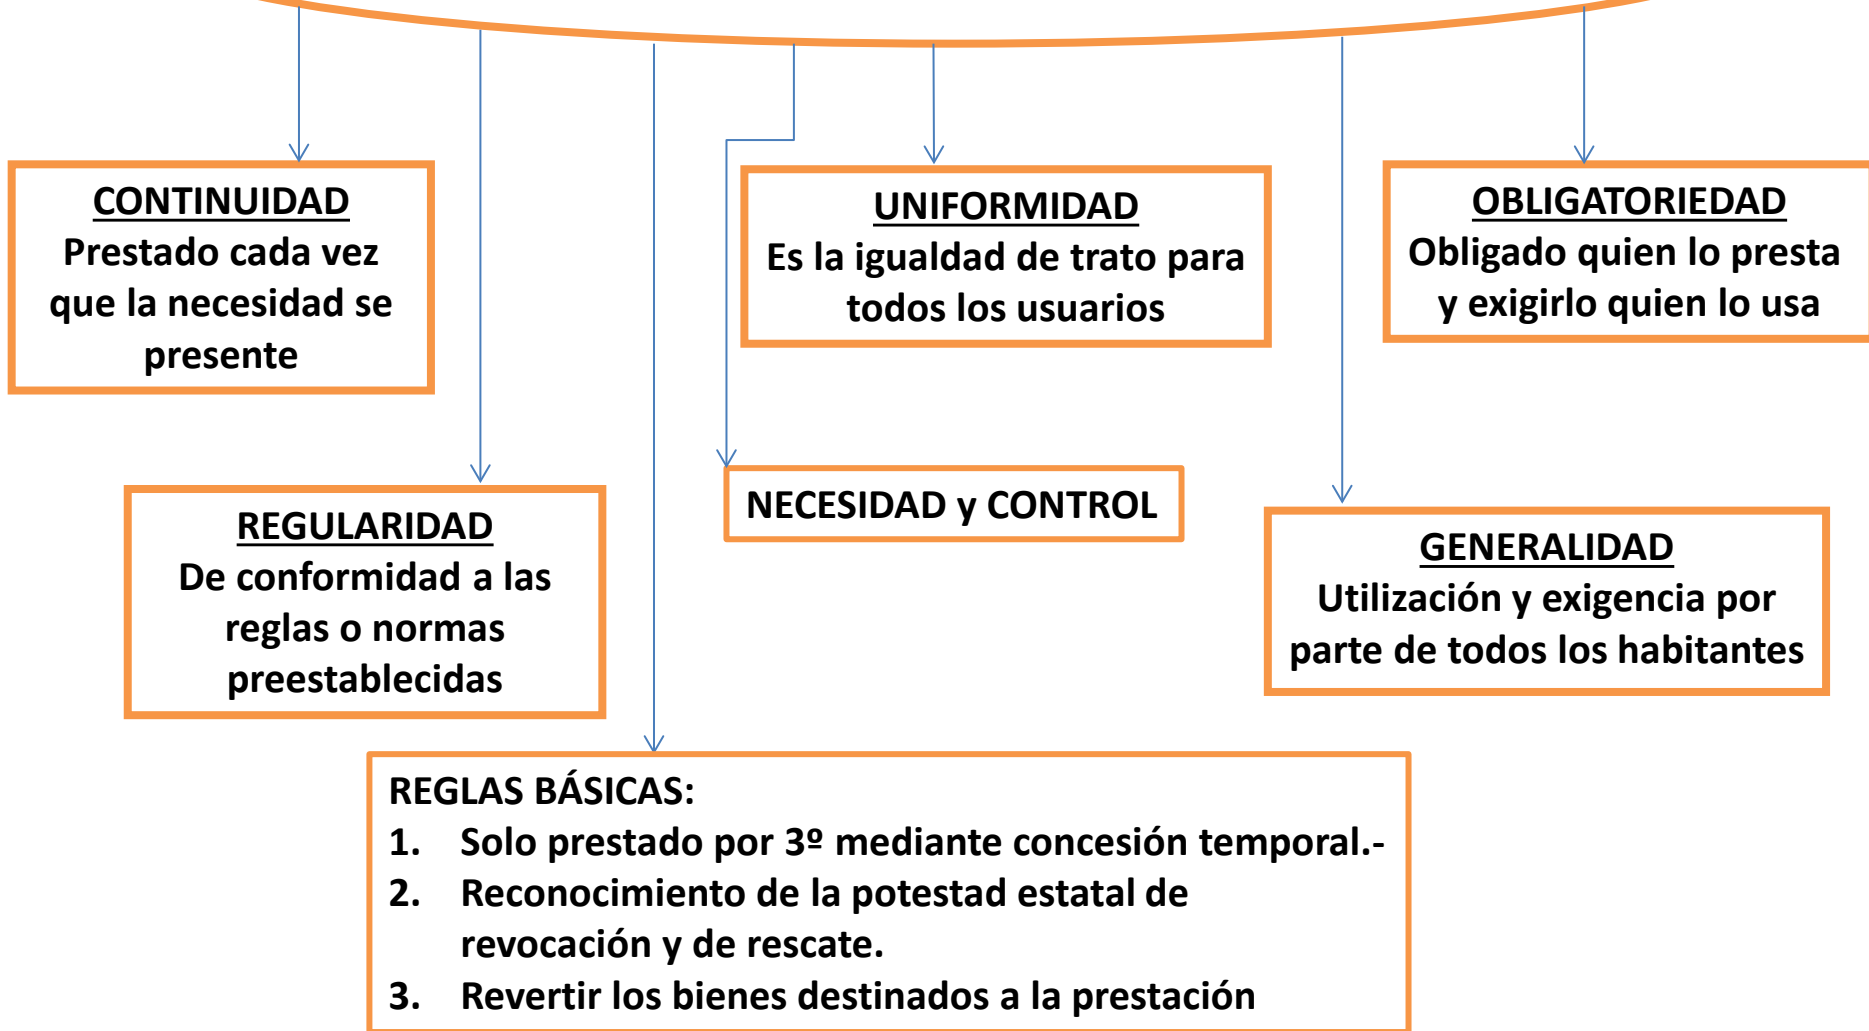 CONTINUIDAD
Prestado cada vez
que la necesidad se
presente
UNIFORMIDAD
Es la igualdad de trato para
todos los usuarios
OBLIGATORIEDAD
Obligado quien lo presta
y exigirlo quien lo usa
REGULARIDAD
De conformidad a las
reglas o normas
preestablecidas
NECESIDAD y CONTROL
GENERALIDAD
Utilización y exigencia por
parte de todos los habitantes
REGLAS BÁSICAS:
1. Solo prestado por 3º mediante concesión temporal.-
2. Reconocimiento de la potestad estatal de
revocación y de rescate.
3. Revertir los bienes destinados a la prestación